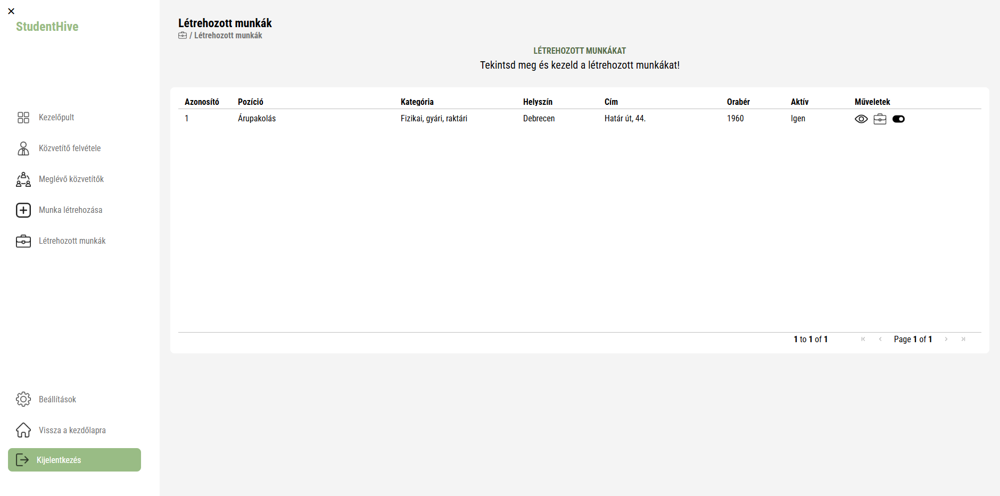 StudentHive
Kezelőpult
Közvetítő felvétele
Meglévő közvetítők
Munka létrehozása
Létrehozott munkák
Beállítások
Vissza a kezdőlapra
Kijelentkezés
Létrehozott munkák
/ Létrehozott munkák
LÉTREHOZOTT MUNKÁKAT
Tekintsd meg és kezeld a létrehozott munkákat!
Azonosító Pozíció Kategória Helyszín Cím Orabér Aktív Műveletek
1 Árupakolás Fizikai, gyári, raktári Debrecen Határ út, 44. 1960 Igen
1 to 1 of 1 Page 1 of 1